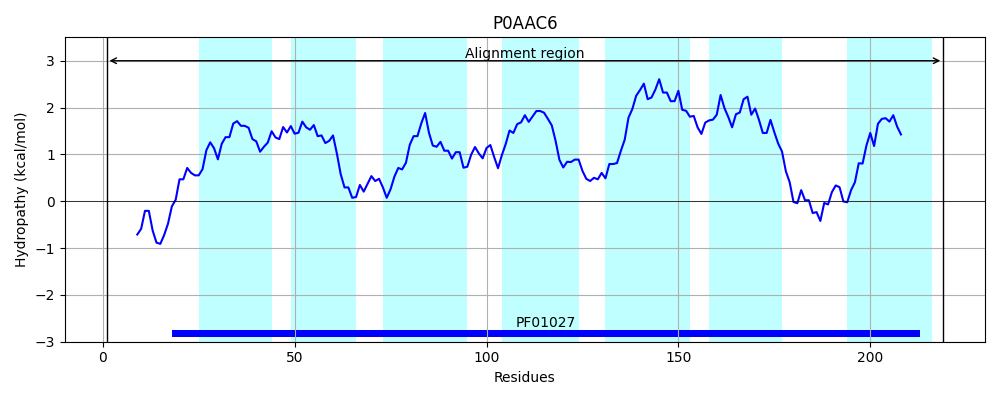 P0AAC6
Alignment region
Hydropathy (kcal/mol)
3
2
1
0
−1
−2
−3
PF01027
0
50
100
150
200
Residues